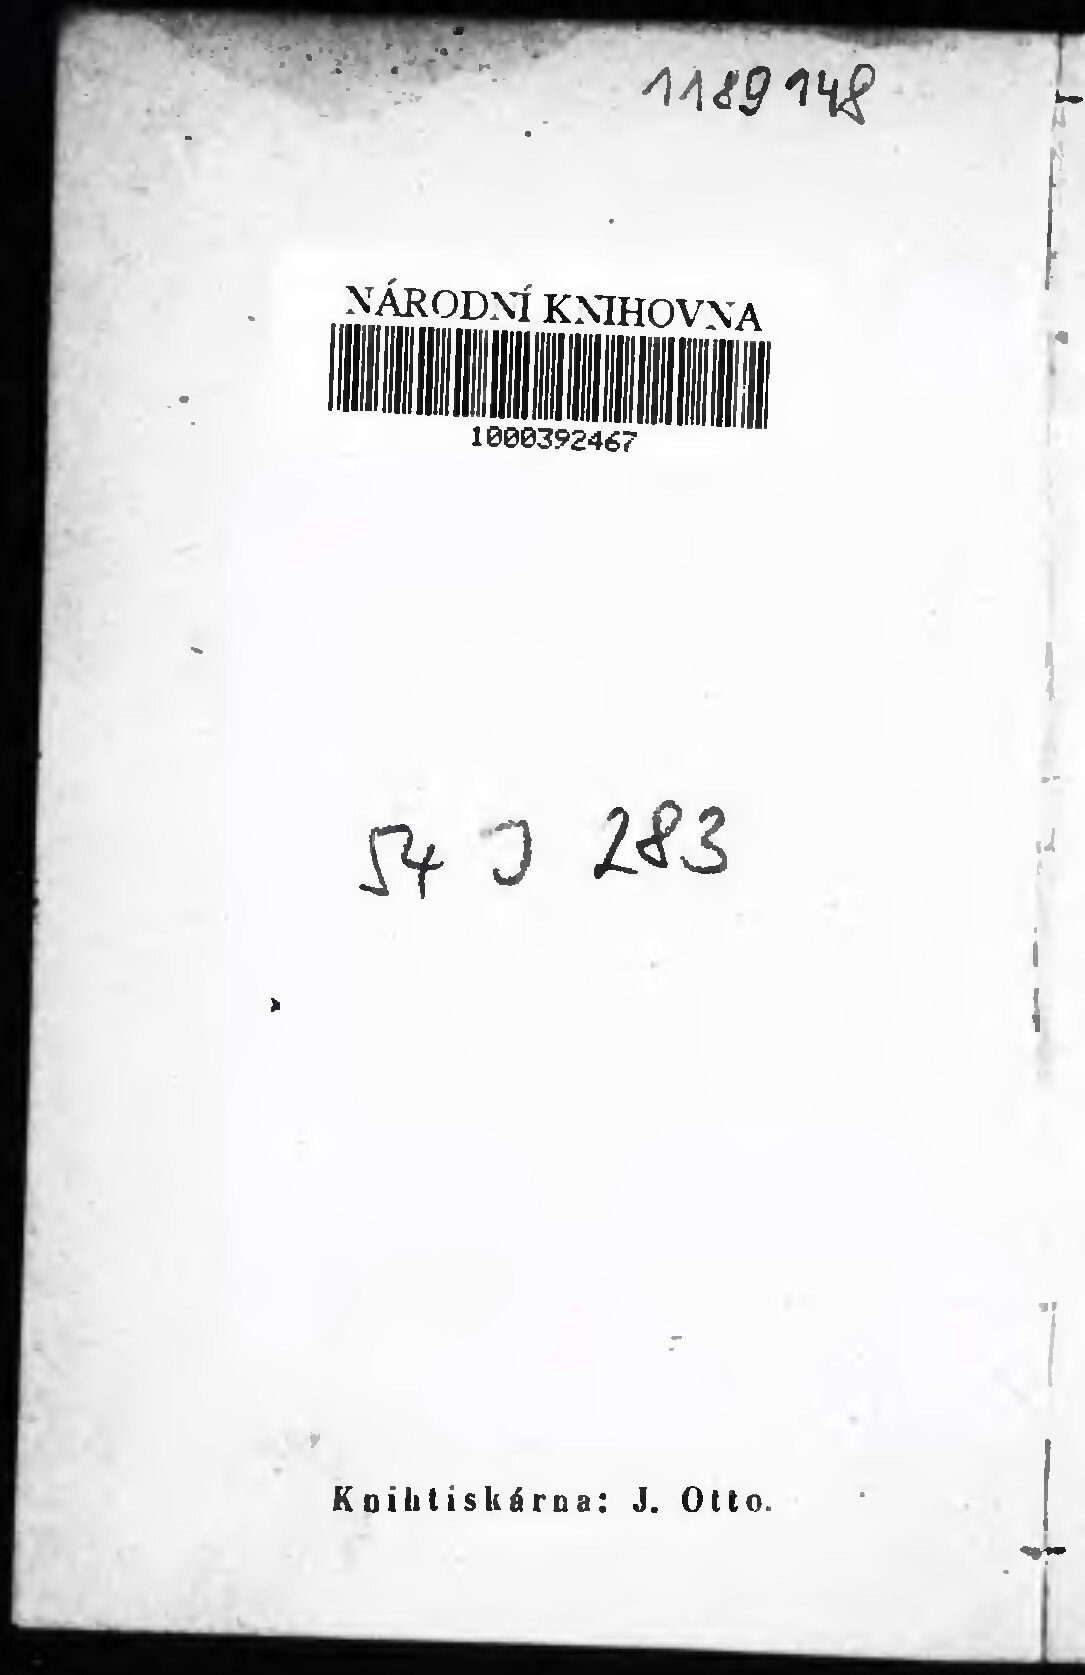 1189148
NÁRODNÍ KNIHOVNA
1000392467
54 J 283
Knihtiskárna: J. Otto.